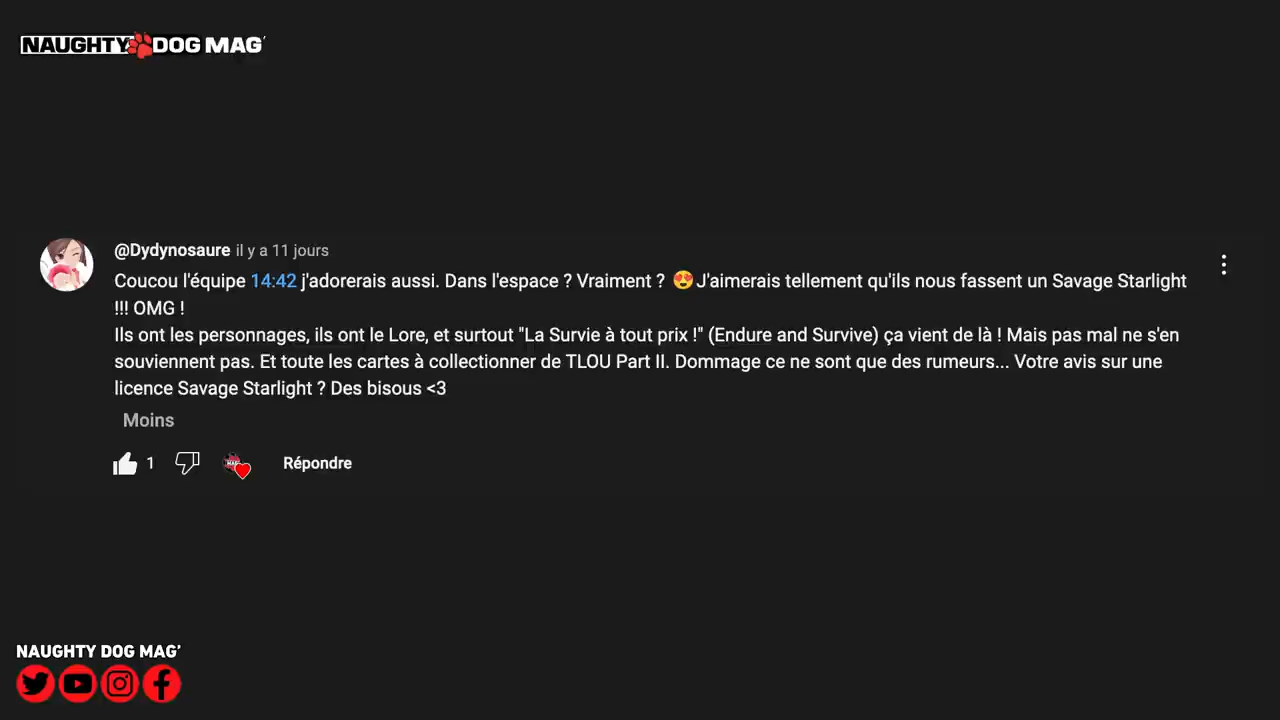 NAUGHTY DOG MAG'
@Dydynosaure il y a 11 jours
Coucou l'équipe 14:42 j'adorerais aussi. Dans l'espace ? Vraiment ? 😍J'aimerais tellement qu'ils nous fassent un Savage Starlight
!!! OMG !
Ils ont les personnages, ils ont le Lore, et surtout "La Survie à tout prix !" (Endure and Survive) ça vient de là ! Mais pas mal ne s'en
souviennent pas. Et toute les cartes à collectionner de TLOU Part II. Dommage ce ne sont que des rumeurs... Votre avis sur une
licence Savage Starlight ? Des bisous <3
Moins
1 Répondre
NAUGHTY DOG MAG'